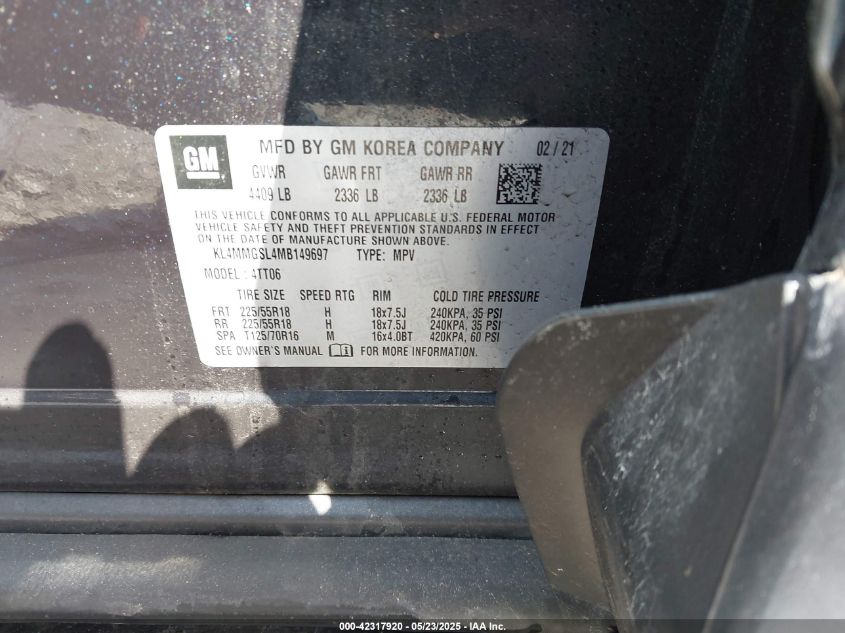 GM MFD BY GM KOREA COMPANY 02 / 21
GVWR GAWR FRT GAWR RR
4409 LB 2336 LB 2336 LB
THIS VEHICLE CONFORMS TO ALL APPLICABLE U.S. FEDERAL MOTOR
VEHICLE SAFETY AND THEFT PREVENTION STANDARDS IN EFFECT
ON THE DATE OF MANUFACTURE SHOWN ABOVE.
KL4MMGSL4MB149697 TYPE: MPV
MODEL: 4TT06
TIRE SIZE SPEED RTG RIM COLD TIRE PRESSURE
FRT 225/55R18 H 18x7.5J 240KPA, 35 PSI
RR 225/55R18 H 18x7.5J 240KPA, 35 PSI
SPA T125/70R16 M 16x4.0BT 420KPA, 60 PSI
SEE OWNER'S MANUAL FOR MORE INFORMATION.
000-42317920 - 05/23/2025 - IAA Inc.